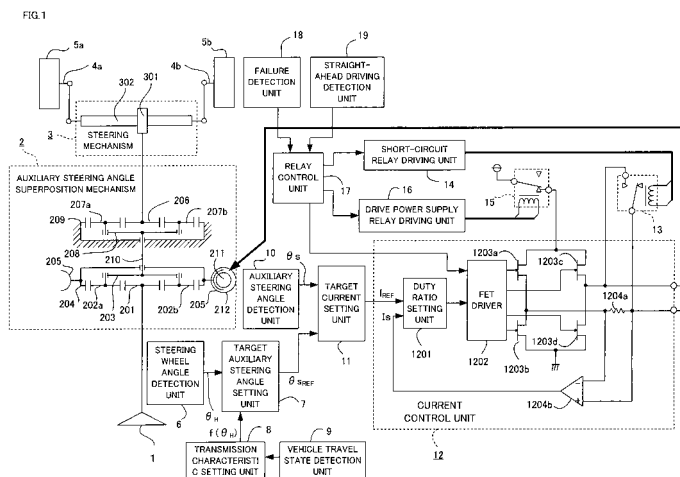 FIG.1
5a
4a
5b
4b
302
301
3
STEERING
MECHANISM
18
FAILURE
DETECTION
UNIT
19
STRAIGHT-
AHEAD DRIVING
DETECTION
UNIT
2
AUXILIARY STEERING ANGLE
SUPERPOSITION MECHANISM
RELAY
CONTROL
UNIT
17
SHORT-CIRCUIT
RELAY DRIVING UNIT
14
16
DRIVE POWER SUPPLY
RELAY DRIVING UNIT
15
13
207a
206
209
207b
208
210
205
211
204
202a
203
201
202b
205
212
10
θs
AUXILIARY
STEERING ANGLE
DETECTION UNIT
TARGET
CURRENT
SETTING
UNIT
11
IREF
Is
DUTY
RATIO
SETTING
UNIT
1201
FET
DRIVER
1202
1203a
1203c
1204a
1203b
1203d
1204b
CURRENT
CONTROL UNIT
12
STEERING
WHEEL
ANGLE
DETECTION
UNIT
6
θH
TARGET
AUXILIARY
STEERING
ANGLE
SETTING
UNIT
7
θSREF
f(θH)
1
8
TRANSMISSION
CHARACTERISTI
C SETTING UNIT
9
VEHICLE TRAVEL
STATE DETECTION
UNIT